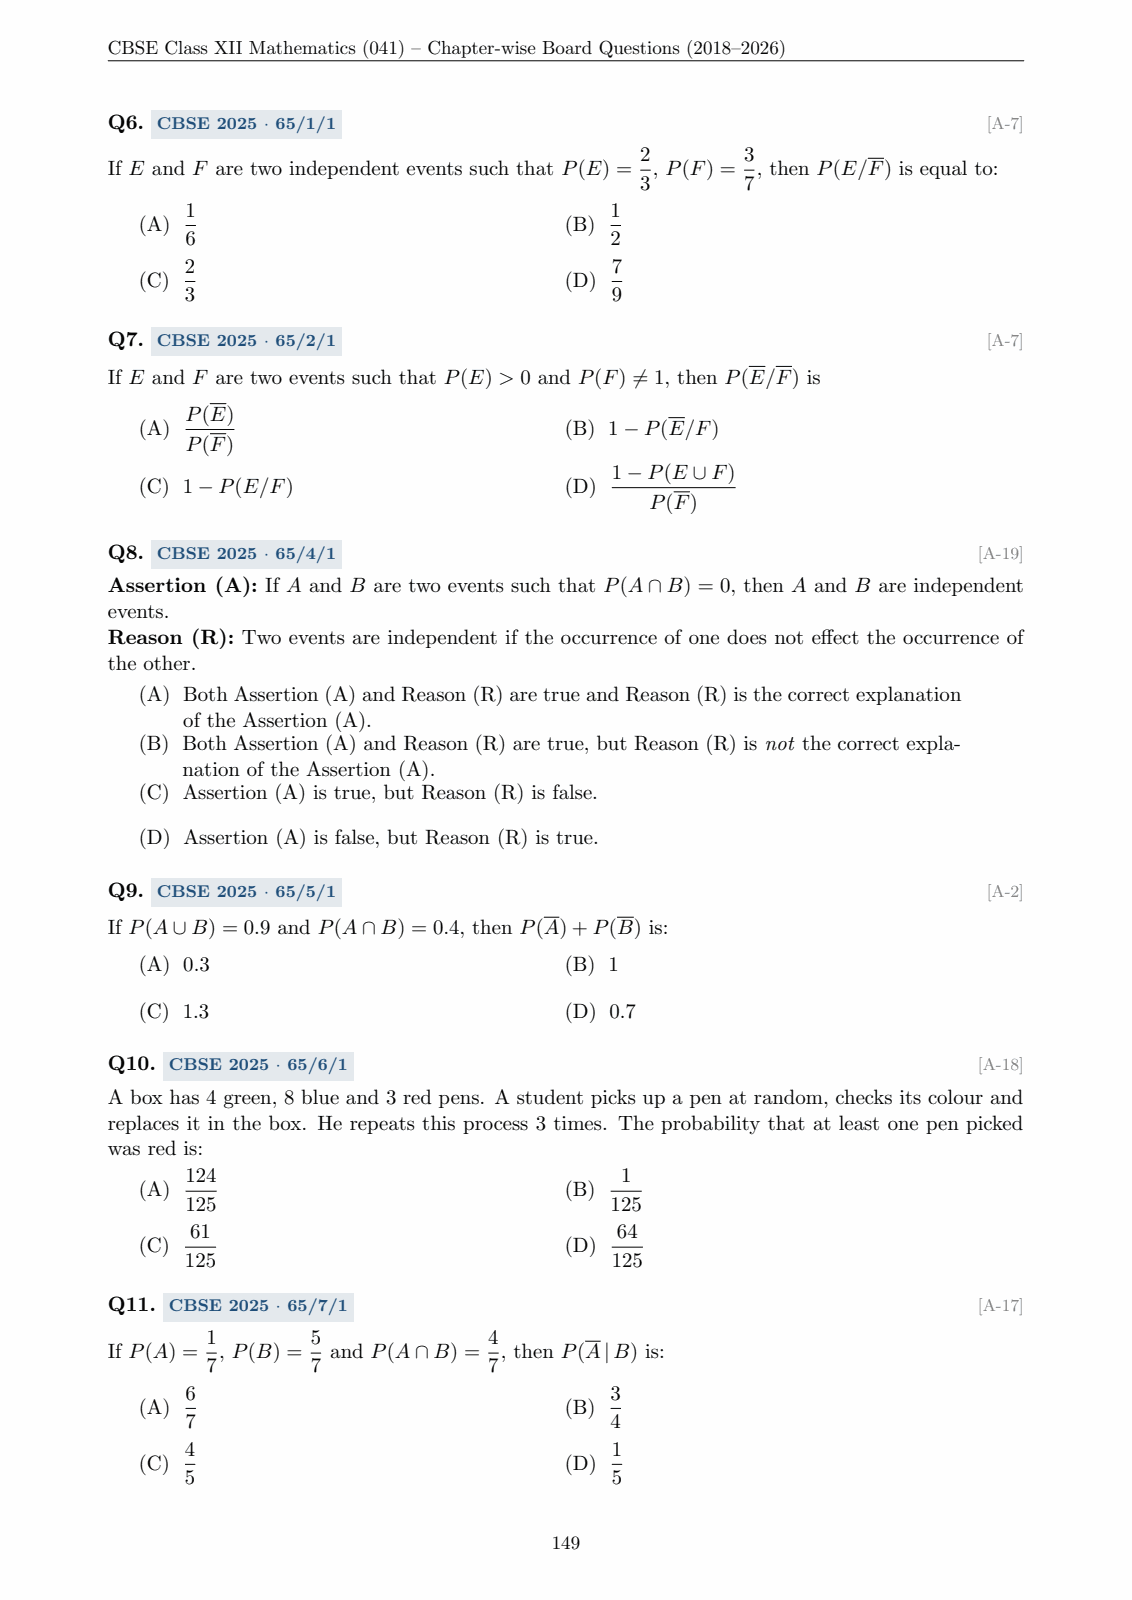 CBSE Class XII Mathematics (041) – Chapter-wise Board Questions (2018–2026)
Q6. CBSE 2025 · 65/1/1 [A-7]
If E and F are two independent events such that P(E) = 2/3, P(F) = 3/7, then P(E/F̅) is equal to:
(A) 1/6 (B) 1/2
(C) 2/3 (D) 7/9
Q7. CBSE 2025 · 65/2/1 [A-7]
If E and F are two events such that P(E) > 0 and P(F) ≠ 1, then P(E̅/F̅) is
(A) P(E̅)/P(F̅) (B) 1 − P(E̅/F)
(C) 1 − P(E/F) (D) (1 − P(E ∪ F))/P(F̅)
Q8. CBSE 2025 · 65/4/1 [A-19]
Assertion (A): If A and B are two events such that P(A ∩ B) = 0, then A and B are independent
events.
Reason (R): Two events are independent if the occurrence of one does not effect the occurrence of
the other.
(A) Both Assertion (A) and Reason (R) are true and Reason (R) is the correct explanation
of the Assertion (A).
(B) Both Assertion (A) and Reason (R) are true, but Reason (R) is not the correct expla-
nation of the Assertion (A).
(C) Assertion (A) is true, but Reason (R) is false.
(D) Assertion (A) is false, but Reason (R) is true.
Q9. CBSE 2025 · 65/5/1 [A-2]
If P(A ∪ B) = 0.9 and P(A ∩ B) = 0.4, then P(A̅) + P(B̅) is:
(A) 0.3 (B) 1
(C) 1.3 (D) 0.7
Q10. CBSE 2025 · 65/6/1 [A-18]
A box has 4 green, 8 blue and 3 red pens. A student picks up a pen at random, checks its colour and
replaces it in the box. He repeats this process 3 times. The probability that at least one pen picked
was red is:
(A) 124/125 (B) 1/125
(C) 61/125 (D) 64/125
Q11. CBSE 2025 · 65/7/1 [A-17]
If P(A) = 1/7, P(B) = 5/7 and P(A ∩ B) = 4/7, then P(A̅ | B) is:
(A) 6/7 (B) 3/4
(C) 4/5 (D) 1/5
149